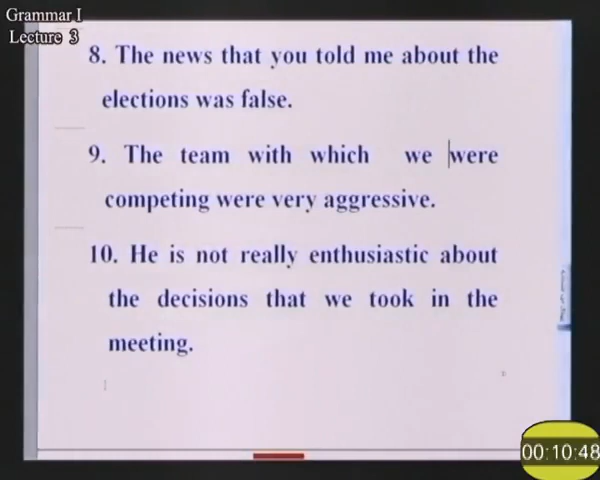 Grammar I
Lecture 3
8. The news that you told me about the
elections was false.
9. The team with which we were
competing were very aggressive.
10. He is not really enthusiastic about
the decisions that we took in the
meeting.
00:10:48